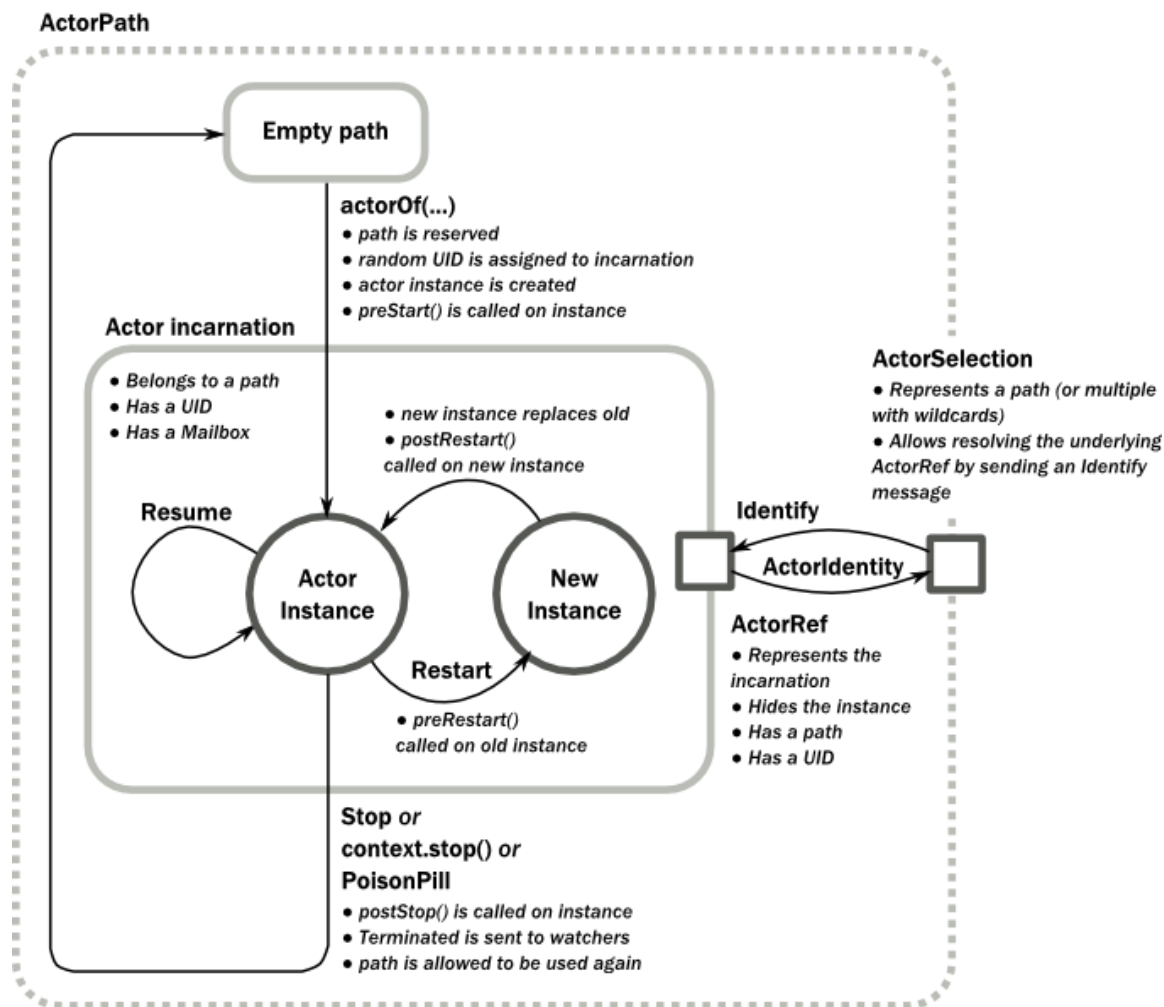 ActorPath
Empty path
actorOf(...)
● path is reserved
● random UID is assigned to incarnation
● actor instance is created
● preStart() is called on instance
Actor incarnation
● Belongs to a path
● Has a UID
● Has a Mailbox
● new instance replaces old
● postRestart()
called on new instance
ActorSelection
● Represents a path (or multiple
with wildcards)
● Allows resolving the underlying
ActorRef by sending an Identify
message
Resume
Actor
Instance
New
Instance
Identify
ActorIdentity
Restart
● preRestart()
called on old instance
ActorRef
● Represents the
incarnation
● Hides the instance
● Has a path
● Has a UID
Stop or
context.stop() or
PoisonPill
● postStop() is called on instance
● Terminated is sent to watchers
● path is allowed to be used again